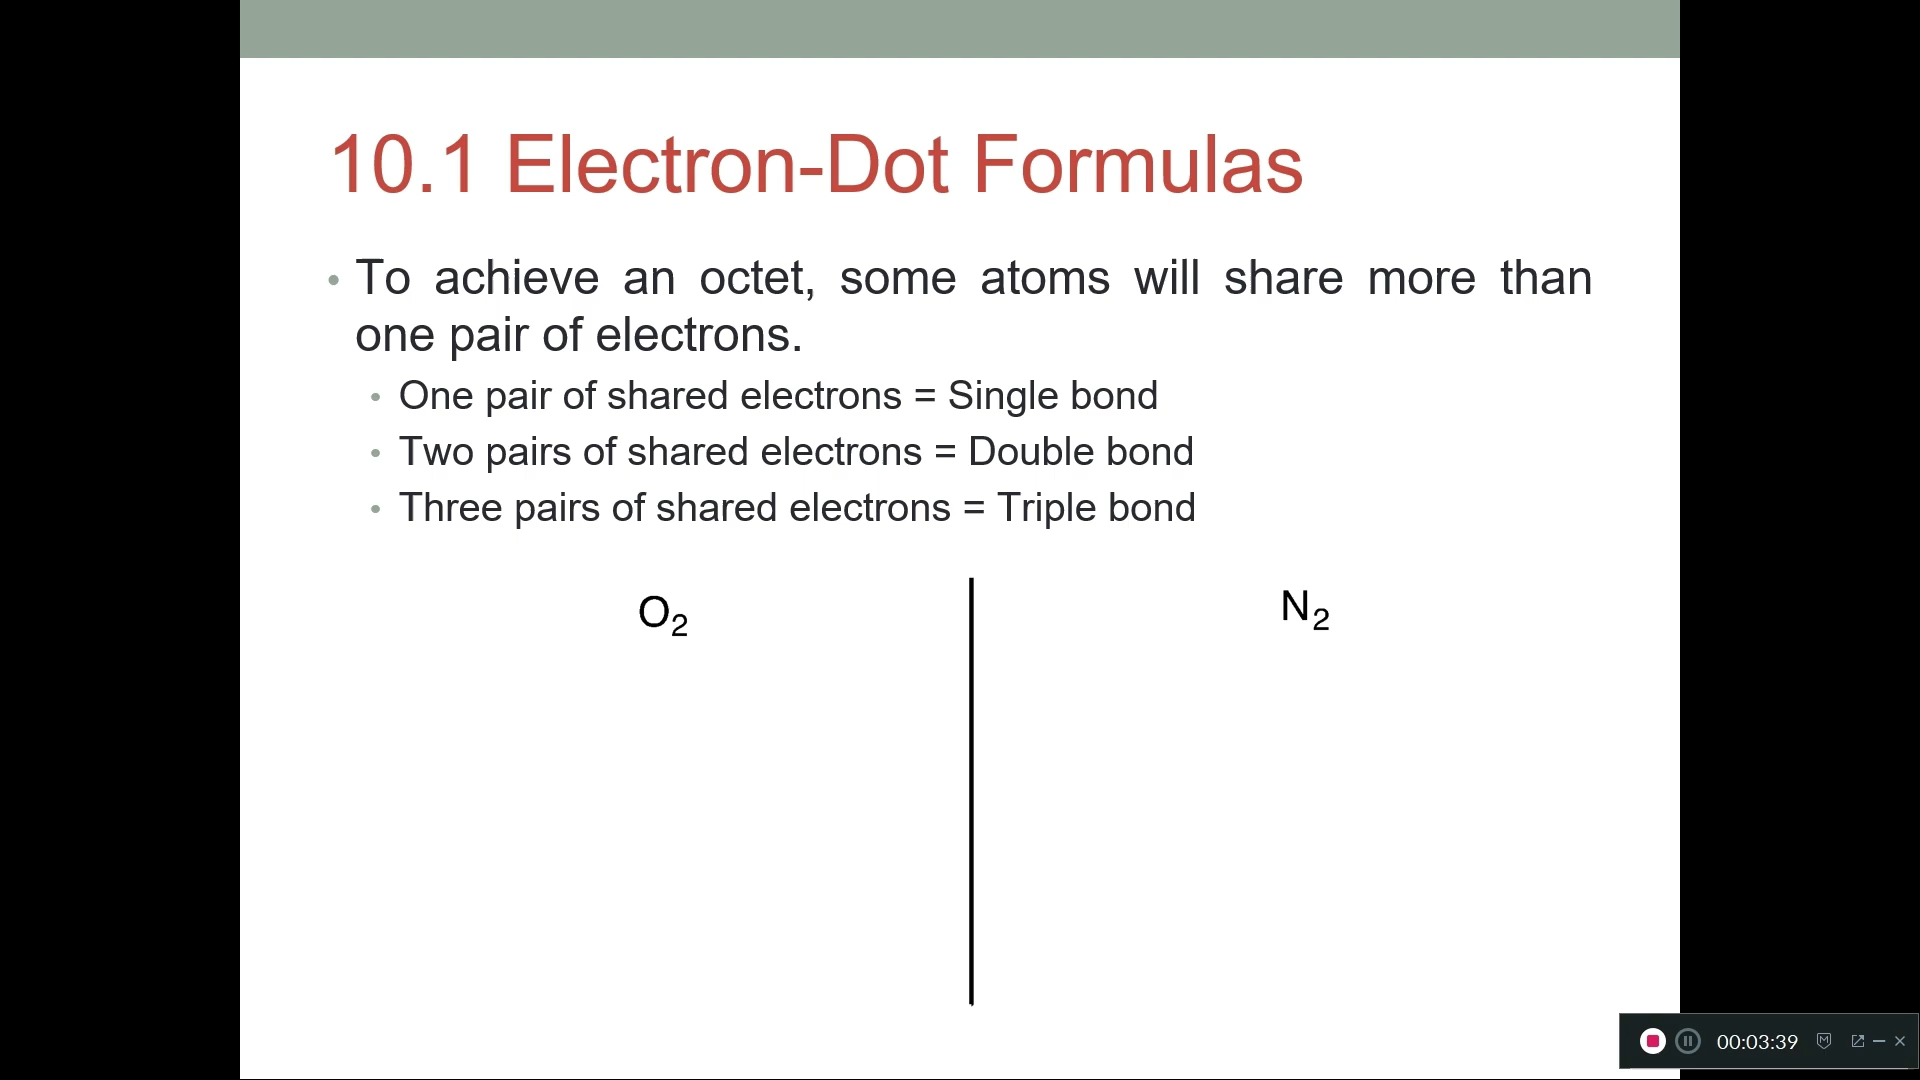 10.1 Electron-Dot Formulas
• To achieve an octet, some atoms will share more than
one pair of electrons.
• One pair of shared electrons = Single bond
• Two pairs of shared electrons = Double bond
• Three pairs of shared electrons = Triple bond
O₂
N₂
00:03:39